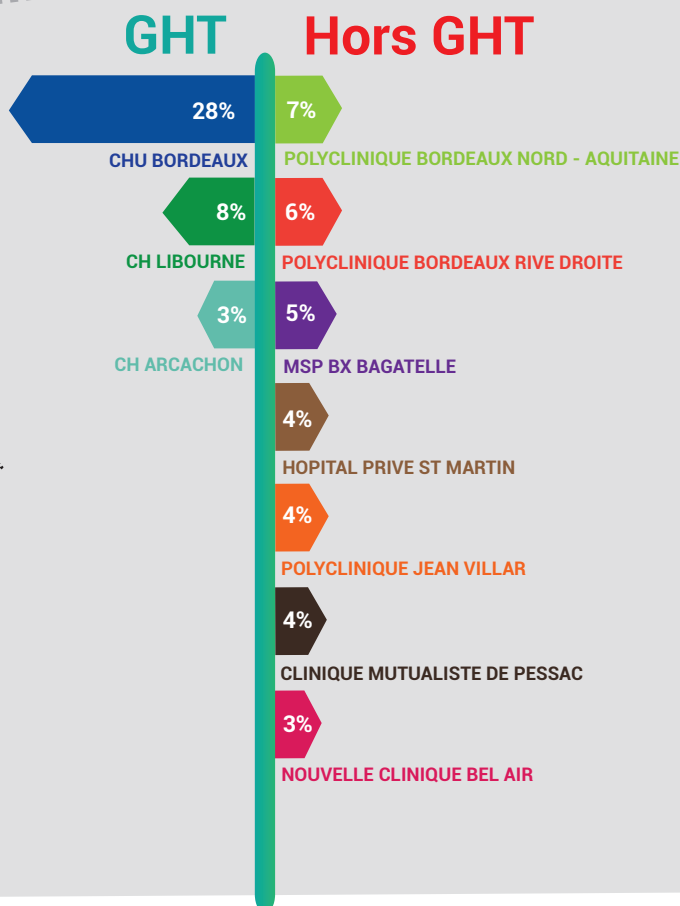 GHT
Hors GHT
28%
CHU BORDEAUX
8%
CH LIBOURNE
3%
CH ARCACHON
7%
POLYCLINIQUE BORDEAUX NORD - AQUITAINE
6%
POLYCLINIQUE BORDEAUX RIVE DROITE
5%
MSP BX BAGATELLE
4%
HOPITAL PRIVE ST MARTIN
4%
POLYCLINIQUE JEAN VILLAR
4%
CLINIQUE MUTUALISTE DE PESSAC
3%
NOUVELLE CLINIQUE BEL AIR